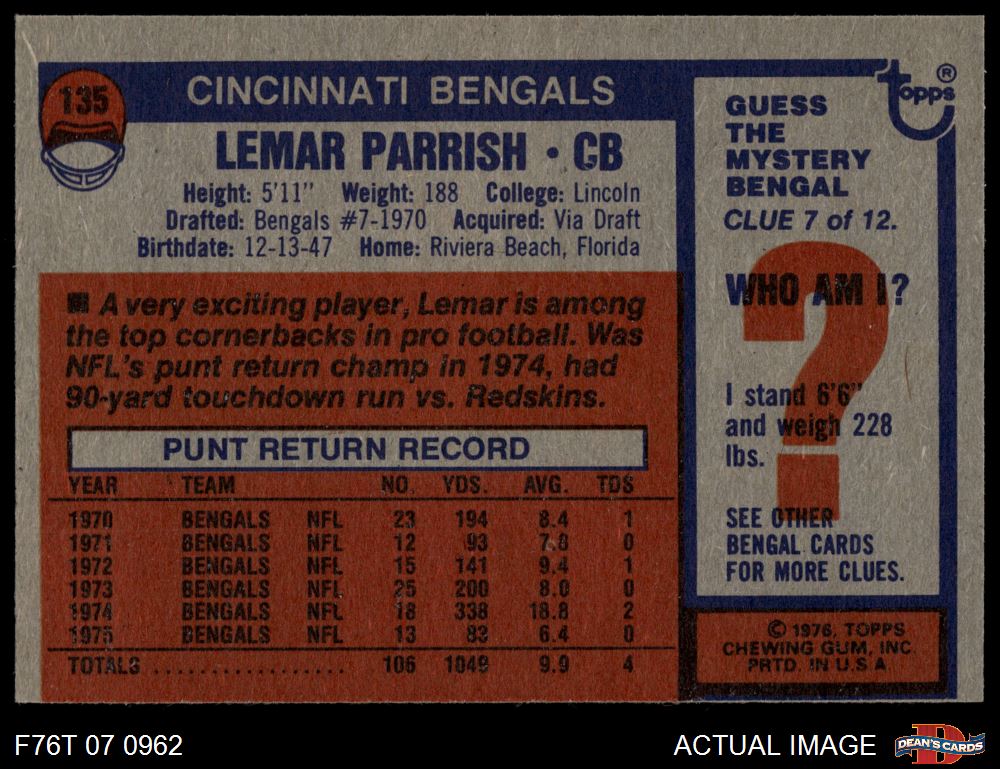 135
CINCINNATI BENGALS
LEMAR PARRISH • CB
Height: 5'11" Weight: 188 College: Lincoln
Drafted: Bengals #7-1970 Acquired: Via Draft
Birthdate: 12-13-47 Home: Riviera Beach, Florida
■ A very exciting player, Lemar is among
the top cornerbacks in pro football. Was
NFL's punt return champ in 1974, had
90-yard touchdown run vs. Redskins.
PUNT RETURN RECORD
YEAR TEAM NO. YDS. AVG. TDS
1970 BENGALS NFL 23 194 8.4 1
1971 BENGALS NFL 12 93 7.8 0
1972 BENGALS NFL 15 141 9.4 1
1973 BENGALS NFL 25 200 8.0 0
1974 BENGALS NFL 18 338 18.8 2
1975 BENGALS NFL 13 83 6.4 0
TOTALS .................. 106 1049 9.9 4
topps ®
GUESS
THE
MYSTERY
BENGAL
CLUE 7 of 12.
?
WHO AM I?
I stand 6'6"
and weigh 228
lbs.
SEE OTHER
BENGAL CARDS
FOR MORE CLUES.
© 1976, TOPPS
CHEWING GUM, INC.
PRTD. IN U.S.A.
F76T 07 0962
ACTUAL IMAGE
D
DEAN'S CARDS